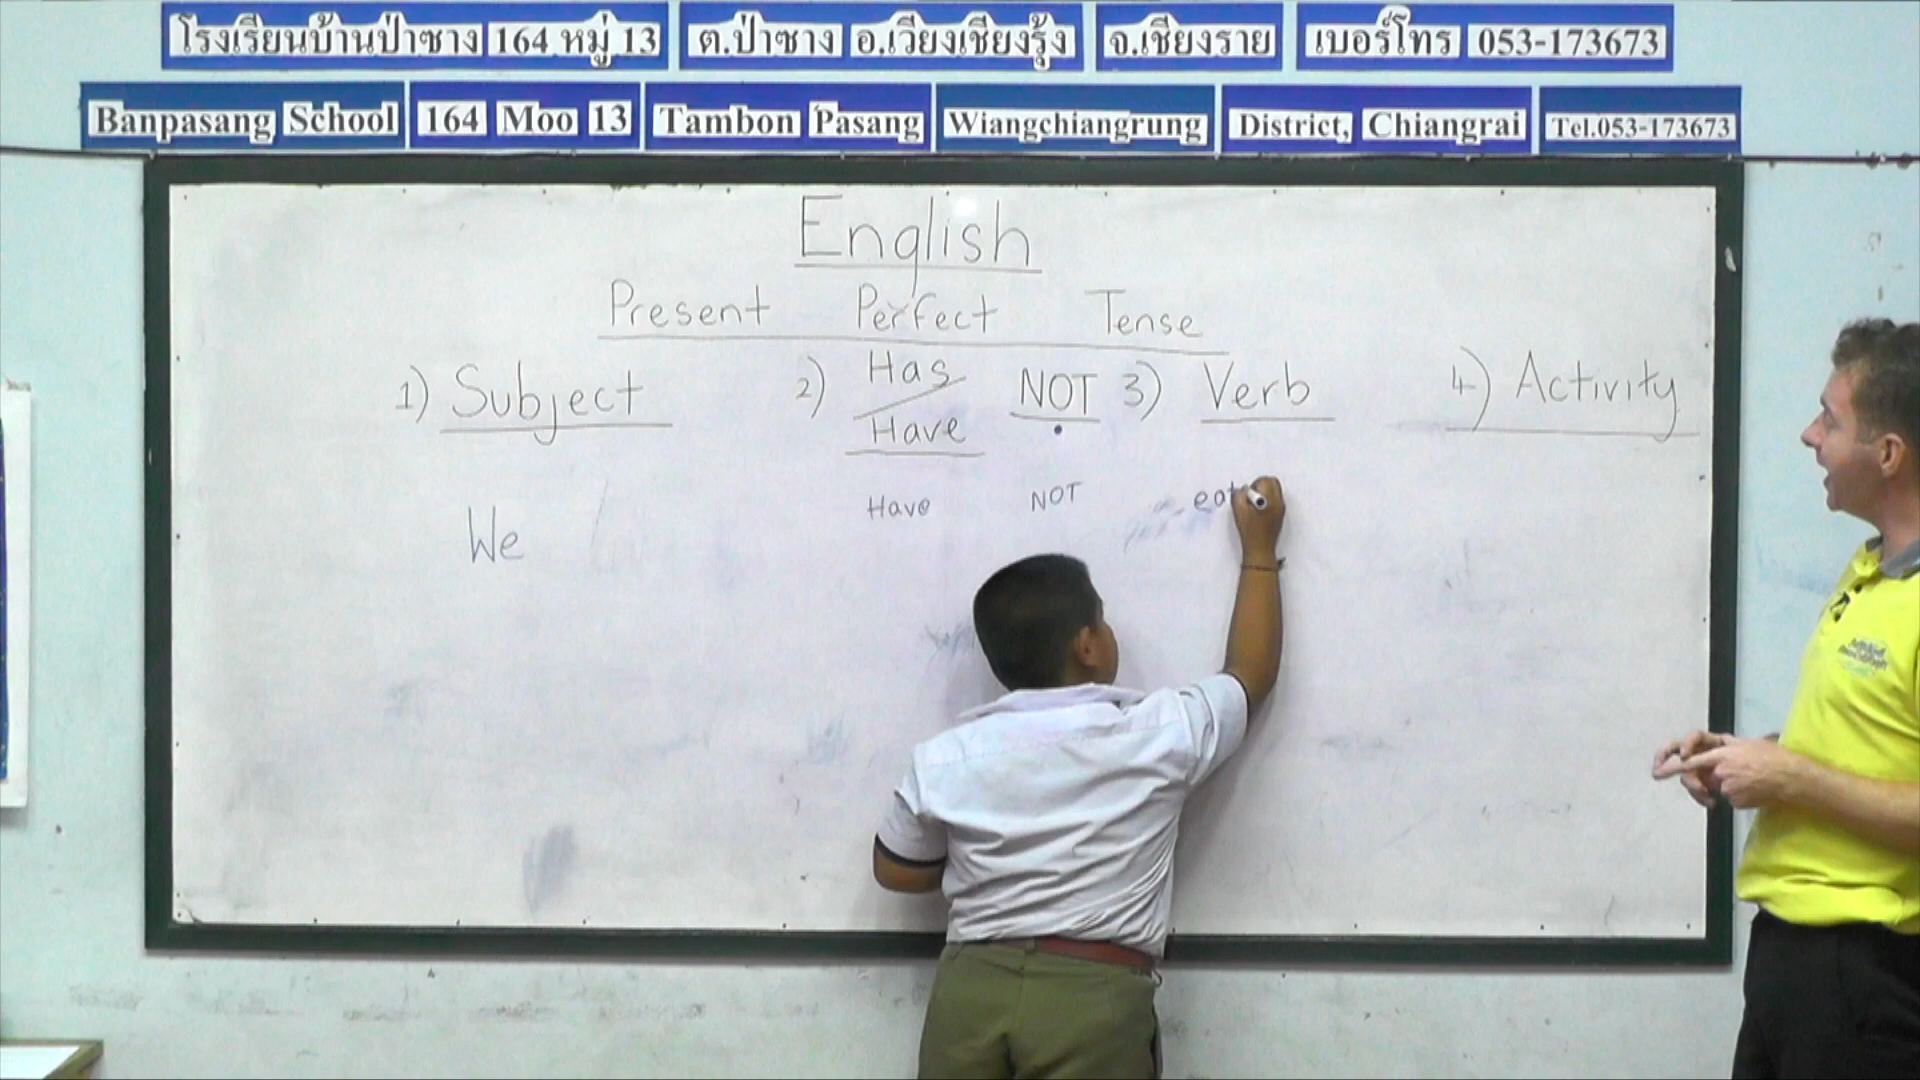 โรงเรียนบ้านป่าซาง 164 หมู่ 13 ต.ป่าซาง อ.เวียงเชียงรุ้ง จ.เชียงราย เบอร์โทร 053-173673
Banpasang School 164 Moo 13 Tambon Pasang Wiangchiangrung District, Chiangrai Tel.053-173673
English
Present Perfect Tense
1) Subject 2) Has / Have NOT 3) Verb 4) Activity
We Have NOT eat